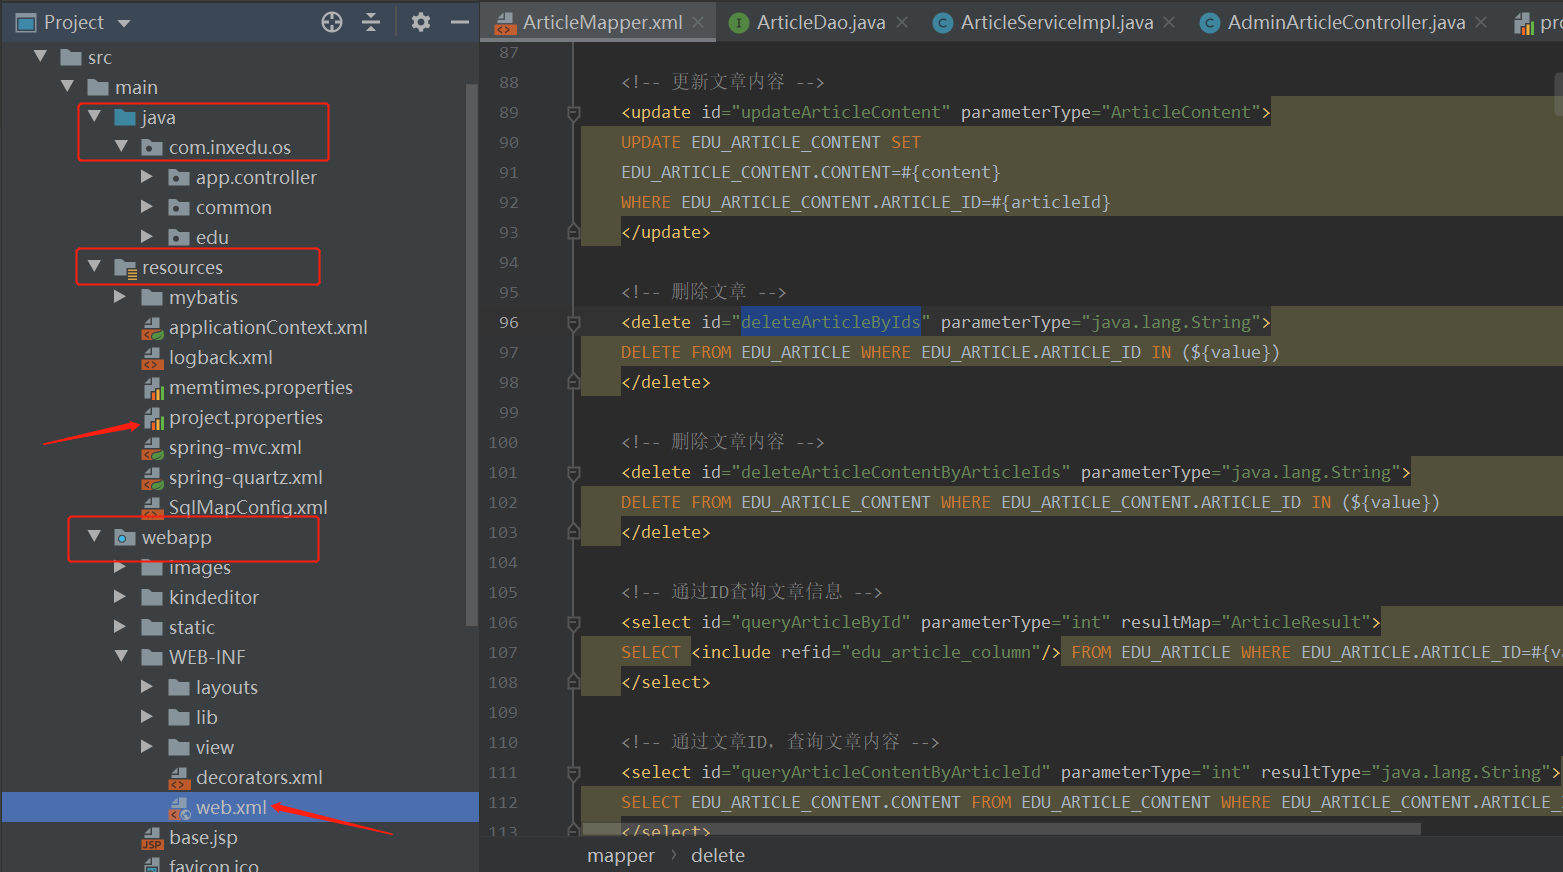 Project
src
main
java
com.inxedu.os
app.controller
common
edu
resources
mybatis
applicationContext.xml
logback.xml
memtimes.properties
project.properties
spring-mvc.xml
spring-quartz.xml
SqlMapConfig.xml
webapp
images
kindeditor
static
WEB-INF
layouts
lib
view
decorators.xml
web.xml
base.jsp
favicon.ico
ArticleMapper.xml
ArticleDao.java
ArticleServiceImpl.java
AdminArticleController.java
pro
87
88 <!-- 更新文章内容 -->
89 <update id="updateArticleContent" parameterType="ArticleContent">
90 UPDATE EDU_ARTICLE_CONTENT SET
91 EDU_ARTICLE_CONTENT.CONTENT=#{content}
92 WHERE EDU_ARTICLE_CONTENT.ARTICLE_ID=#{articleId}
93 </update>
94
95 <!-- 删除文章 -->
96 <delete id="deleteArticleByIds" parameterType="java.lang.String">
97 DELETE FROM EDU_ARTICLE WHERE EDU_ARTICLE.ARTICLE_ID IN (${value})
98 </delete>
99
100 <!-- 删除文章内容 -->
101 <delete id="deleteArticleContentByArticleIds" parameterType="java.lang.String">
102 DELETE FROM EDU_ARTICLE_CONTENT WHERE EDU_ARTICLE_CONTENT.ARTICLE_ID IN (${value})
103 </delete>
104
105 <!-- 通过ID查询文章信息 -->
106 <select id="queryArticleById" parameterType="int" resultMap="ArticleResult">
107 SELECT <include refid="edu_article_column"/> FROM EDU_ARTICLE WHERE EDU_ARTICLE.ARTICLE_ID=#{va
108 </select>
109
110 <!-- 通过文章ID，查询文章内容 -->
111 <select id="queryArticleContentByArticleId" parameterType="int" resultType="java.lang.String">
112 SELECT EDU_ARTICLE_CONTENT.CONTENT FROM EDU_ARTICLE_CONTENT WHERE EDU_ARTICLE_CONTENT.ARTICLE_
113 </select>
mapper › delete